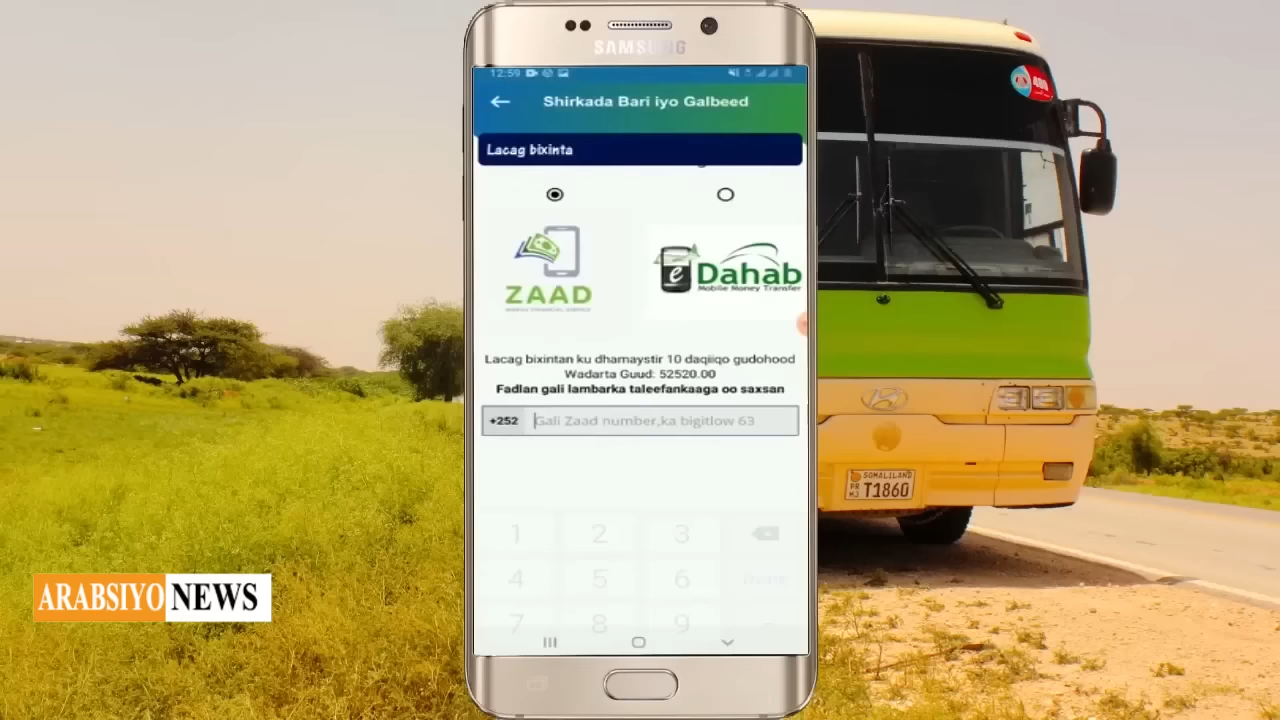 SAMSUNG
12:59
Shirkada Bari iyo Galbeed
Lacag bixinta
ZAAD
e Dahab
Mobile Money Transfer
Lacag bixintan ku dhamaystir 10 daqiiqo gudohood
Wadarta Guud: 52520.00
Fadlan gali lambarka taleefankaaga oo saxsan
+252 Gali Zaad number,ka bigitlow 63
1 2 3
4 5 6
7 8 9
SOMALILAND
T1860
ARABSIYO NEWS